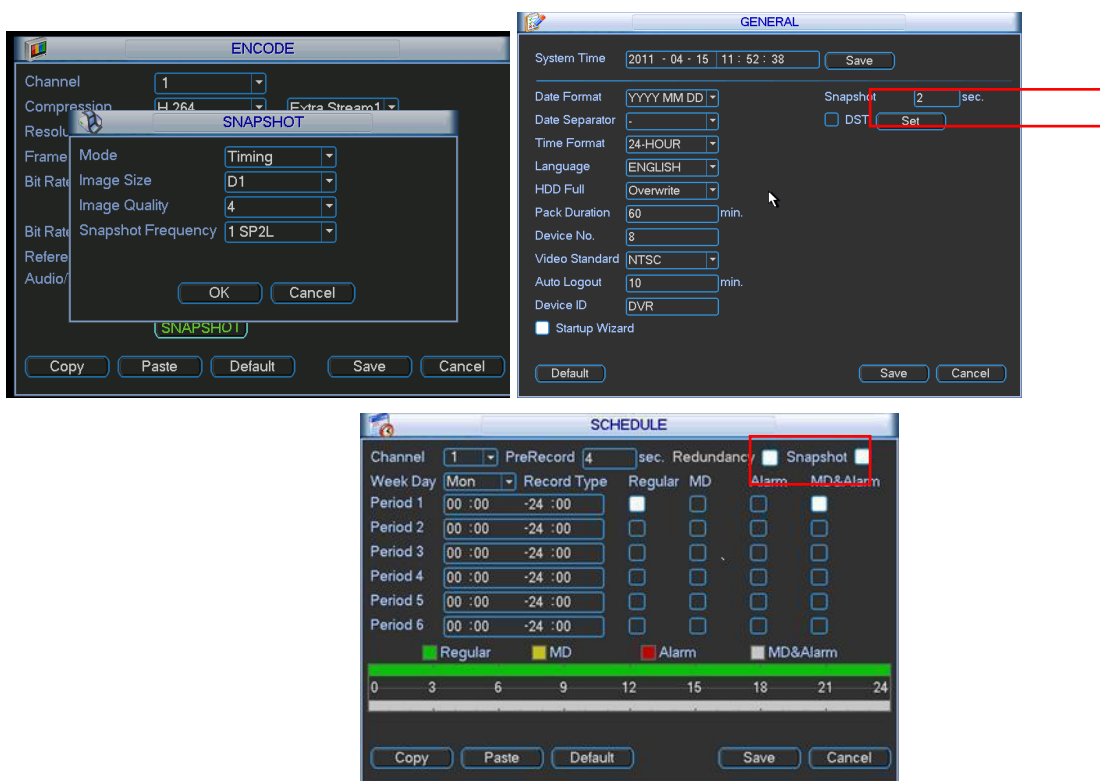 ENCODE
Channel 1
Compression H.264 Extra Stream1
SNAPSHOT
Resolu
Frame
Bit Rate
Bit Rate
Refere
Audio/
Mode Timing
Image Size D1
Image Quality 4
Snapshot Frequency 1 SP2L
OK Cancel
SNAPSHOT
Copy Paste Default Save Cancel
GENERAL
System Time 2011 - 04 - 15 11 : 52 : 38 Save
Date Format YYYY MM DD Snapshot 2 sec.
Date Separator - DST Set
Time Format 24-HOUR
Language ENGLISH
HDD Full Overwrite
Pack Duration 60 min.
Device No. 8
Video Standard NTSC
Auto Logout 10 min.
Device ID DVR
Startup Wizard
Default Save Cancel
SCHEDULE
Channel 1 PreRecord 4 sec. Redundancy Snapshot
Week Day Mon Record Type Regular MD Alarm MD&Alarm
Period 1 00 :00 -24 :00
Period 2 00 :00 -24 :00
Period 3 00 :00 -24 :00
Period 4 00 :00 -24 :00
Period 5 00 :00 -24 :00
Period 6 00 :00 -24 :00
Regular MD Alarm MD&Alarm
0 3 6 9 12 15 18 21 24
Copy Paste Default Save Cancel